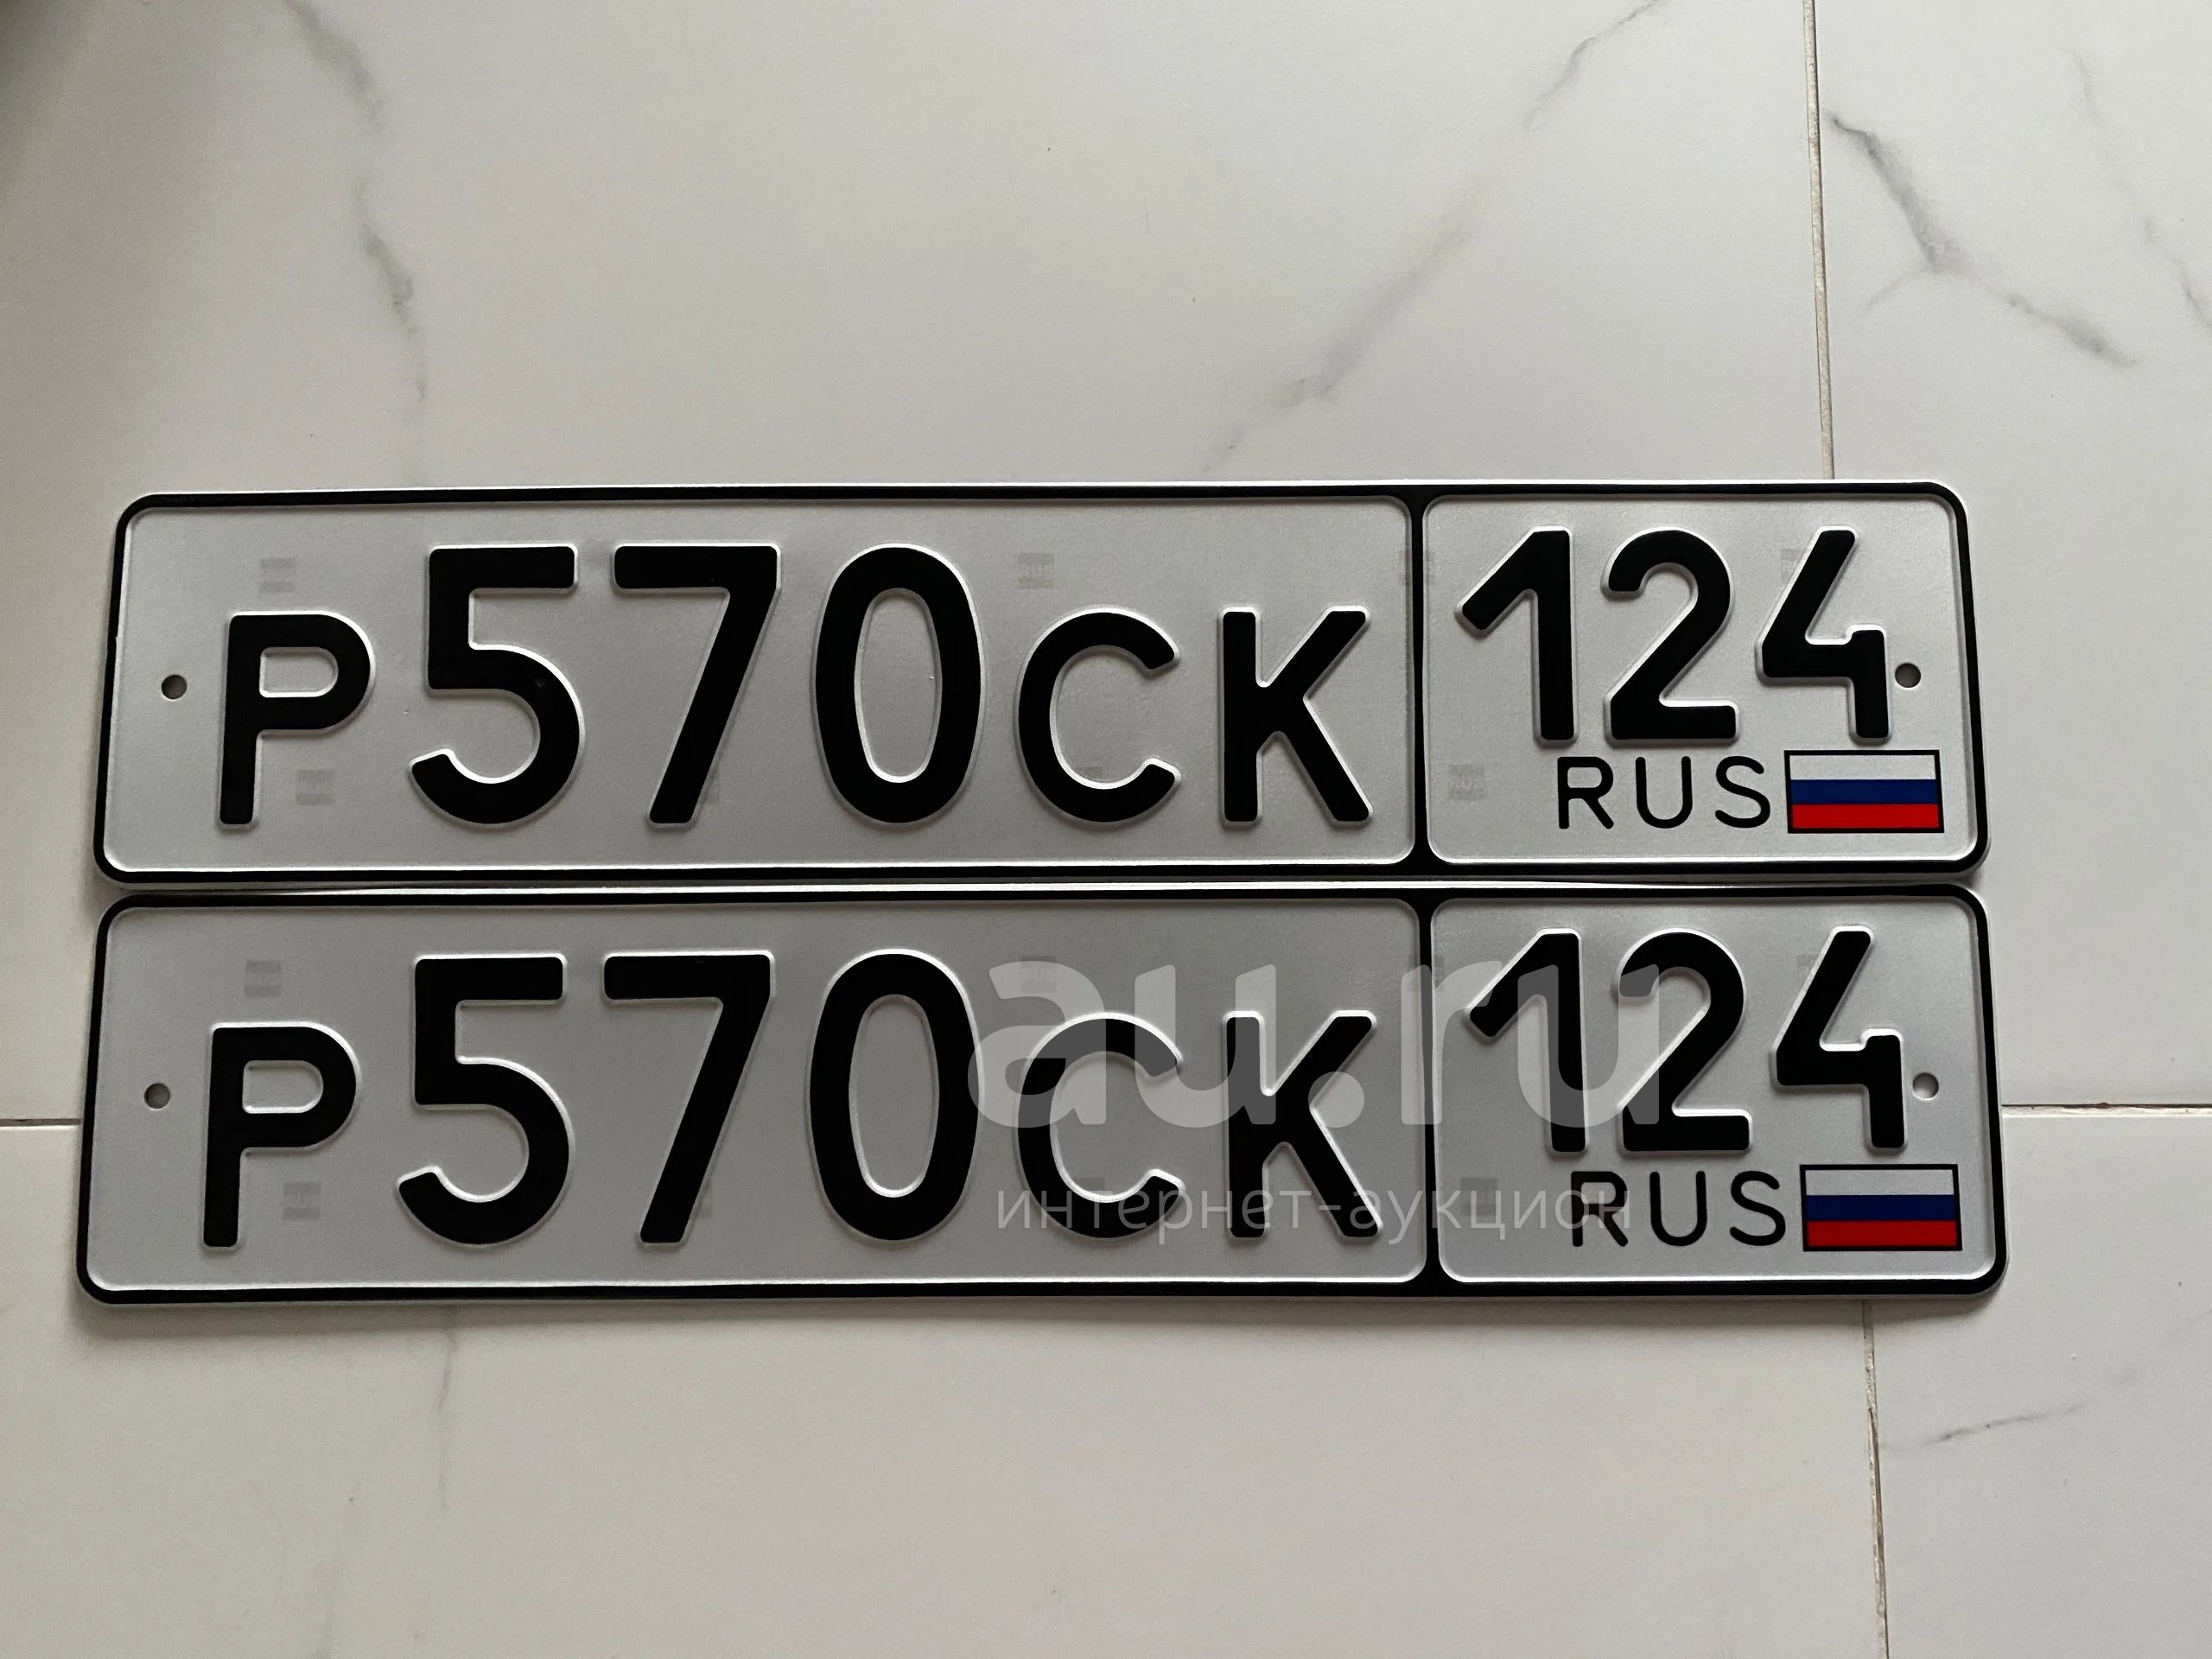 Р570СК 124
RUS
Р570СК 124
RUS
au.ru
интернет-аукцион